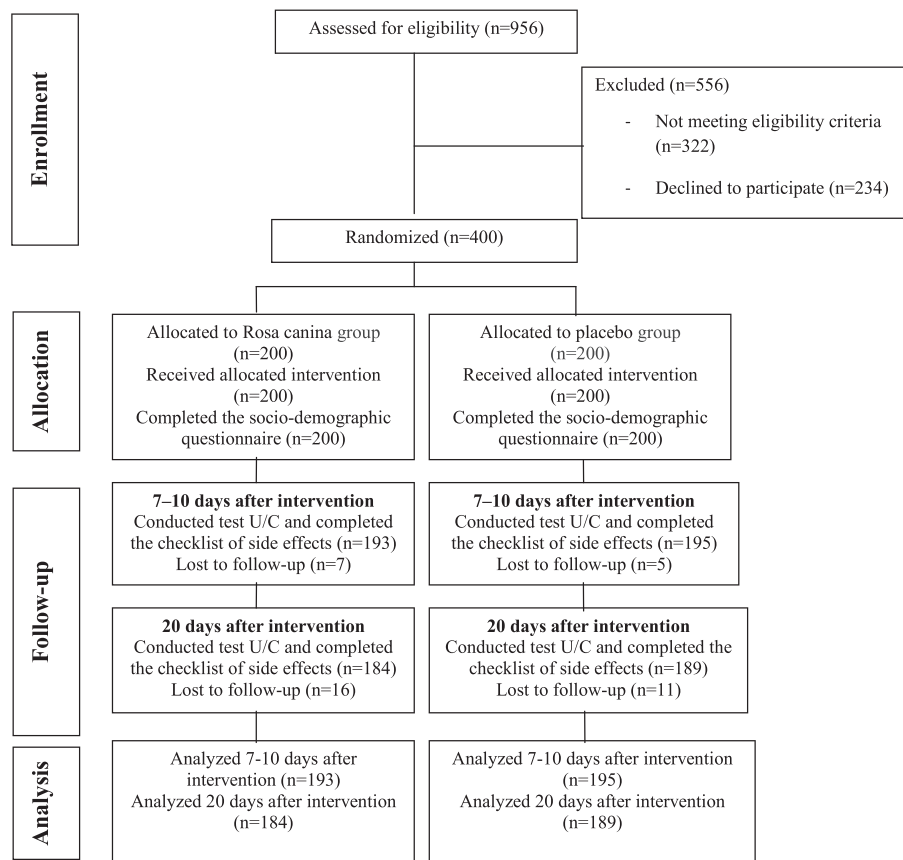 Enrollment
Assessed for eligibility (n=956)
Excluded (n=556)
- Not meeting eligibility criteria
(n=322)
- Declined to participate (n=234)
Randomized (n=400)
Allocation
Allocated to Rosa canina group
(n=200)
Received allocated intervention
(n=200)
Completed the socio-demographic
questionnaire (n=200)
Allocated to placebo group
(n=200)
Received allocated intervention
(n=200)
Completed the socio-demographic
questionnaire (n=200)
Follow-up
7–10 days after intervention
Conducted test U/C and completed
the checklist of side effects (n=193)
Lost to follow-up (n=7)
7–10 days after intervention
Conducted test U/C and completed
the checklist of side effects (n=195)
Lost to follow-up (n=5)
20 days after intervention
Conducted test U/C and completed
the checklist of side effects (n=184)
Lost to follow-up (n=16)
20 days after intervention
Conducted test U/C and completed the
checklist of side effects (n=189)
Lost to follow-up (n=11)
Analysis
Analyzed 7-10 days after
intervention (n=193)
Analyzed 20 days after intervention
(n=184)
Analyzed 7-10 days after intervention
(n=195)
Analyzed 20 days after intervention
(n=189)